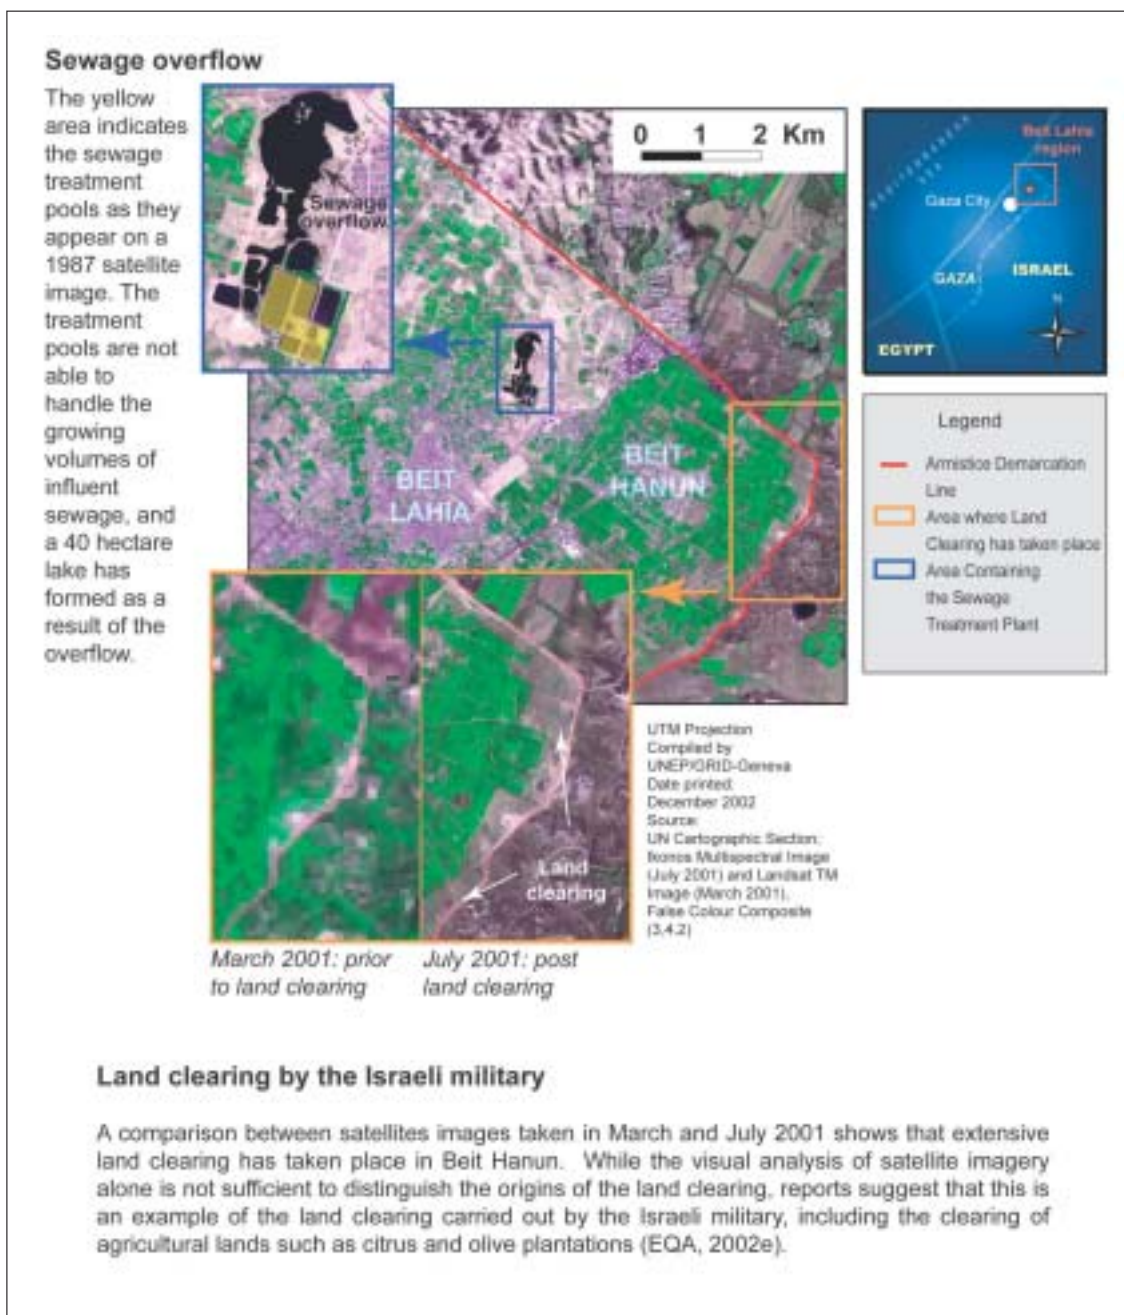 Sewage overflow
The yellow
area indicates
the sewage
treatment
pools as they
appear on a
1987 satellite
image. The
treatment
pools are not
able to
handle the
growing
volumes of
influent
sewage, and
a 40 hectare
lake has
formed as a
result of the
overflow.
Sewage
overflow
0 1 2 Km
BEIT
LAHIA
BEIT
HANUN
Land
clearing
March 2001: prior
to land clearing
July 2001: post
land clearing
MEDITERRANEAN
SEA
Beit Lahia
region
Gaza City
GAZA
ISRAEL
N
EGYPT
Legend
Armistice Demarcation
Line
Area where Land
Clearing has taken place
Area Containing
the Sewage
Treatment Plant
UTM Projection
Compiled by
UNEP/GRID-Geneva
Date printed:
December 2002
Source:
UN Cartographic Section;
Ikonos Multispectral Image
(July 2001) and Landsat TM
Image (March 2001),
False Colour Composite
(3.4.2)
Land clearing by the Israeli military
A comparison between satellites images taken in March and July 2001 shows that extensive
land clearing has taken place in Beit Hanun. While the visual analysis of satellite imagery
alone is not sufficient to distinguish the origins of the land clearing, reports suggest that this is
an example of the land clearing carried out by the Israeli military, including the clearing of
agricultural lands such as citrus and olive plantations (EQA, 2002e).